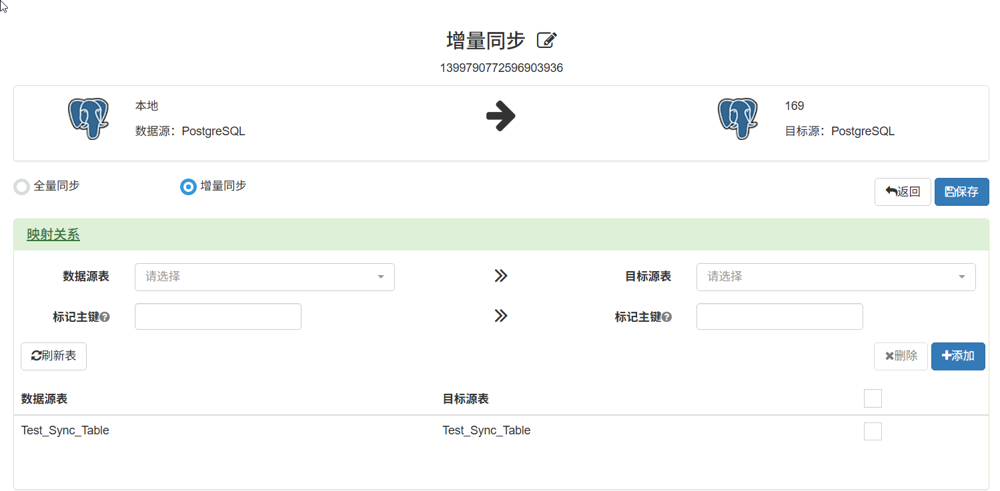 增量同步
1399790772596903936
本地
数据源：PostgreSQL
169
目标源：PostgreSQL
全量同步
增量同步
返回
保存
映射关系
数据源表
请选择
目标源表
请选择
标记主键
标记主键
刷新表
删除
添加
数据源表
目标源表
Test_Sync_Table
Test_Sync_Table